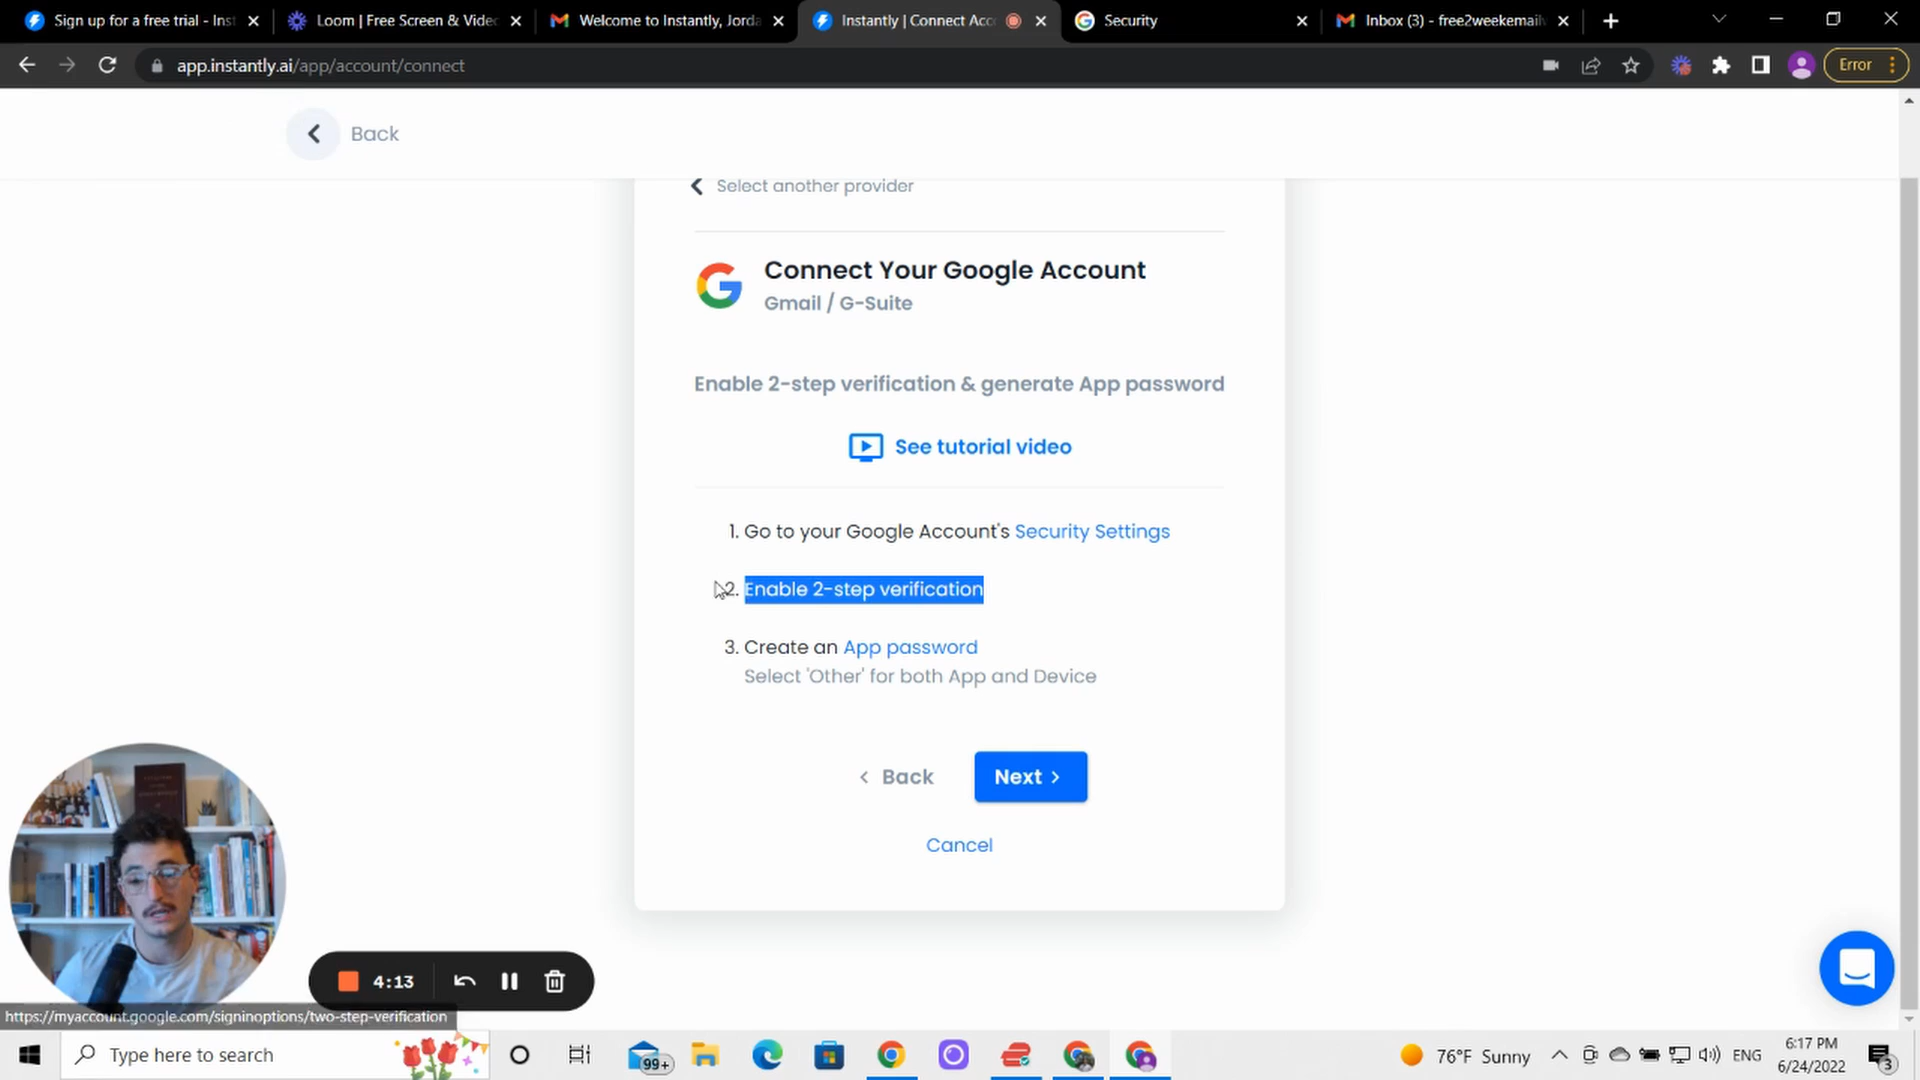 Sign up for a free trial - Inst
Loom | Free Screen & Video
Welcome to Instantly, Jorda
Instantly | Connect Acc
Security
Inbox (3) - free2weekemail
app.instantly.ai/app/account/connect
Error
Back
Select another provider
Connect Your Google Account
Gmail / G-Suite
Enable 2-step verification & generate App password
See tutorial video
1. Go to your Google Account's Security Settings
2. Enable 2-step verification
3. Create an App password
Select 'Other' for both App and Device
Back
Next
Cancel
4:13
https://myaccount.google.com/signinoptions/two-step-verification
Type here to search
99+
76°F Sunny
ENG
6:17 PM
6/24/2022
3